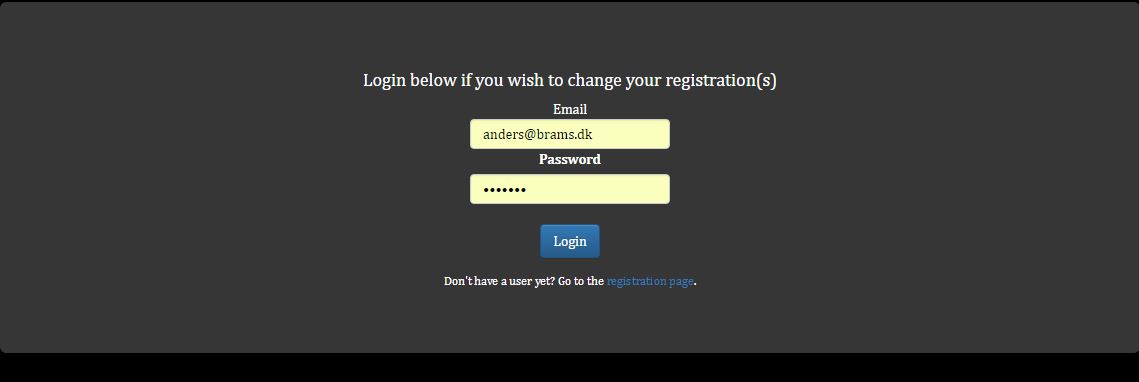 Login below if you wish to change your registration(s)
Email
anders@brams.dk
Password
•••••••
Login
Don't have a user yet? Go to the registration page.